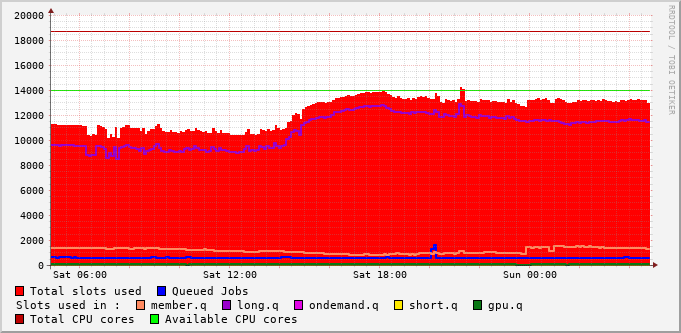 20000
18000
16000
14000
12000
10000
8000
6000
4000
2000
0
Sat 06:00 Sat 12:00 Sat 18:00 Sun 00:00
RRDTOOL / TOBI OETIKER
Total slots used Queued Jobs
Slots used in : member.q long.q ondemand.q short.q gpu.q
Total CPU cores Available CPU cores